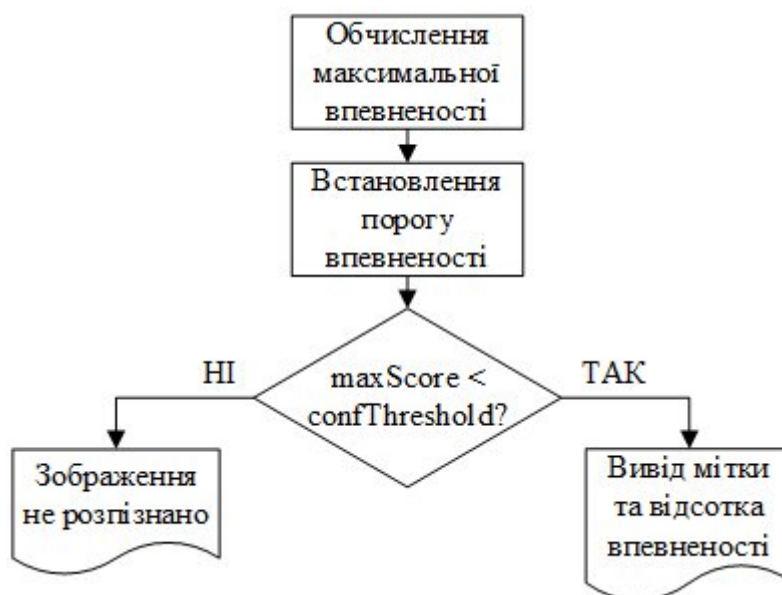 Обчислення
максимальної
впевненості
Встановлення
порогу
впевненості
maxScore <
confThreshold?
НІ
ТАК
Зображення
не розпізнано
Вивід мітки
та відсотка
впевненості